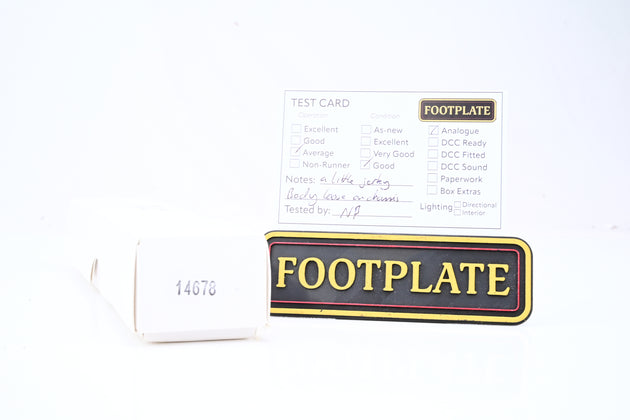 TEST CARD
FOOTPLATE
Operation
Excellent
Good
Average
Non-Runner
Condition
As-new
Excellent
Very Good
Good
Analogue
DCC Ready
DCC Fitted
DCC Sound
Paperwork
Box Extras
Notes: a little jerky
Body loose on chassis
Tested by: NP
Lighting
Directional
Interior
FOOTPLATE
14678